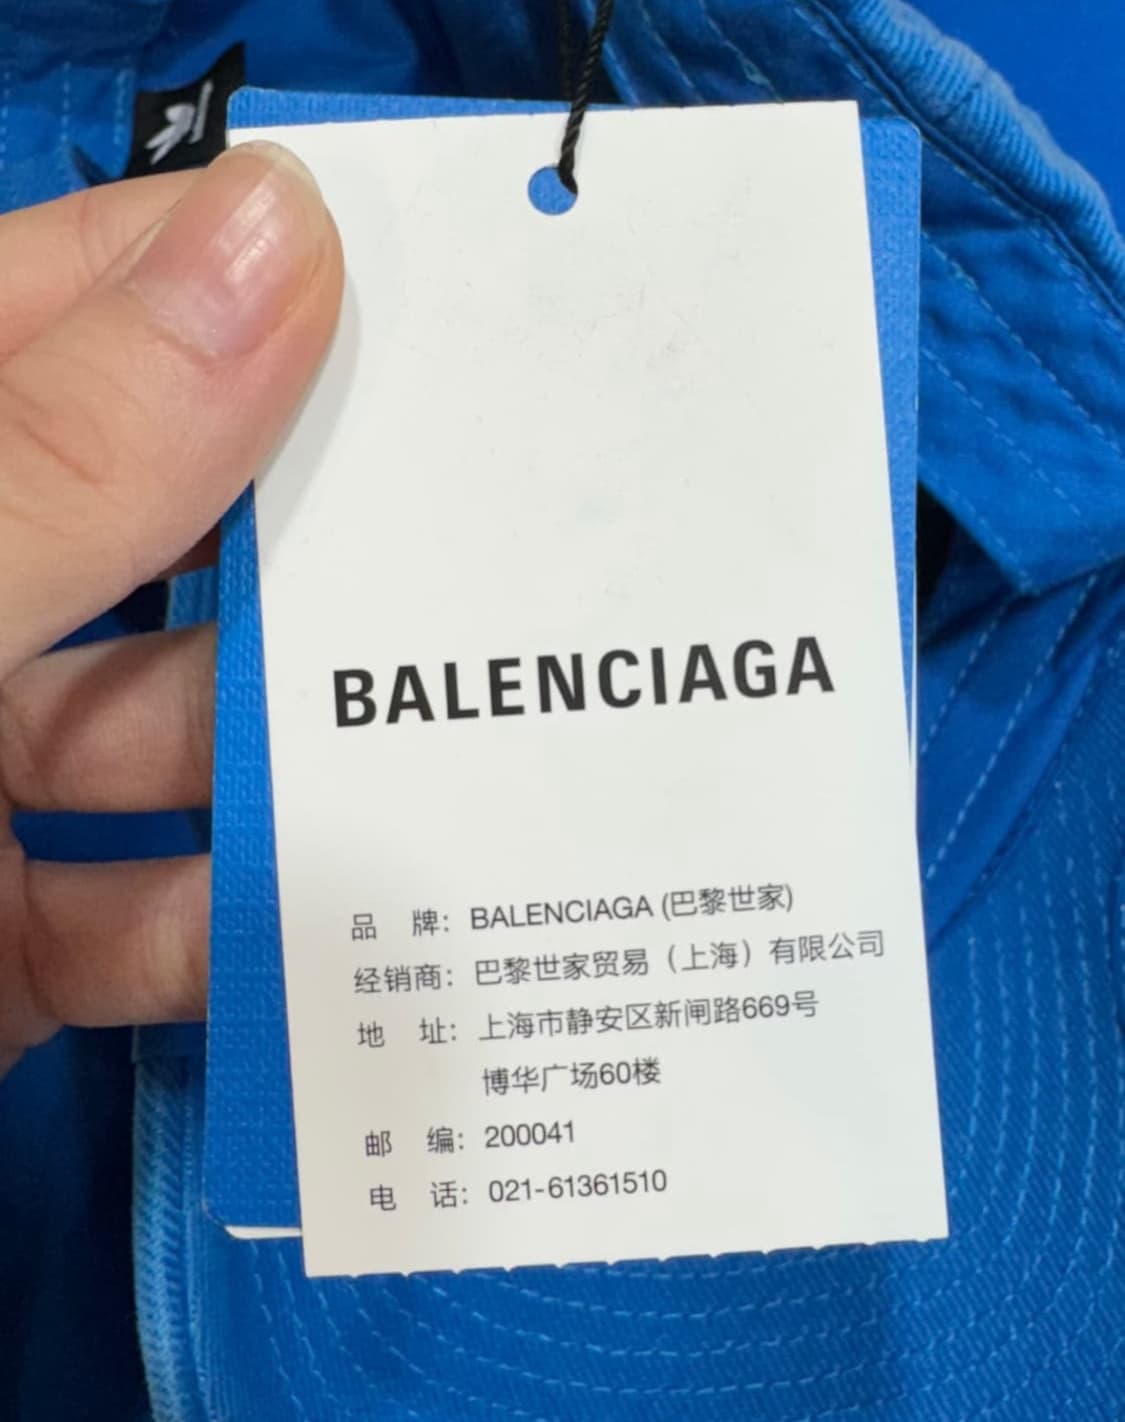 BALENCIAGA
品 牌: BALENCIAGA (巴黎世家)
经销商: 巴黎世家贸易（上海）有限公司
地 址: 上海市静安区新闸路669号
博华广场60楼
邮 编: 200041
电 话: 021-61361510